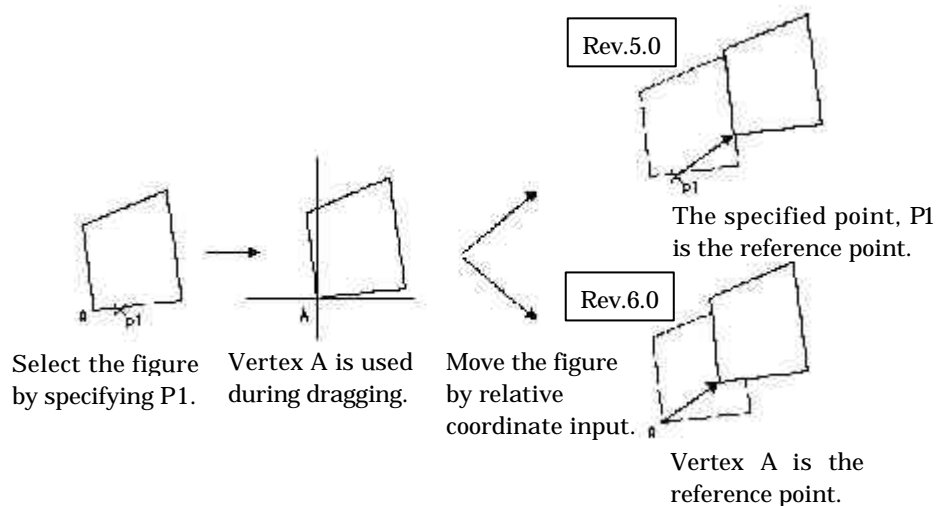 Rev.5.0
p1
The specified point, P1
is the reference point.
A
p1
Select the figure
by specifying P1.
A
Vertex A is used
during dragging.
Move the figure
by relative
coordinate input.
Rev.6.0
A
Vertex A is the
reference point.